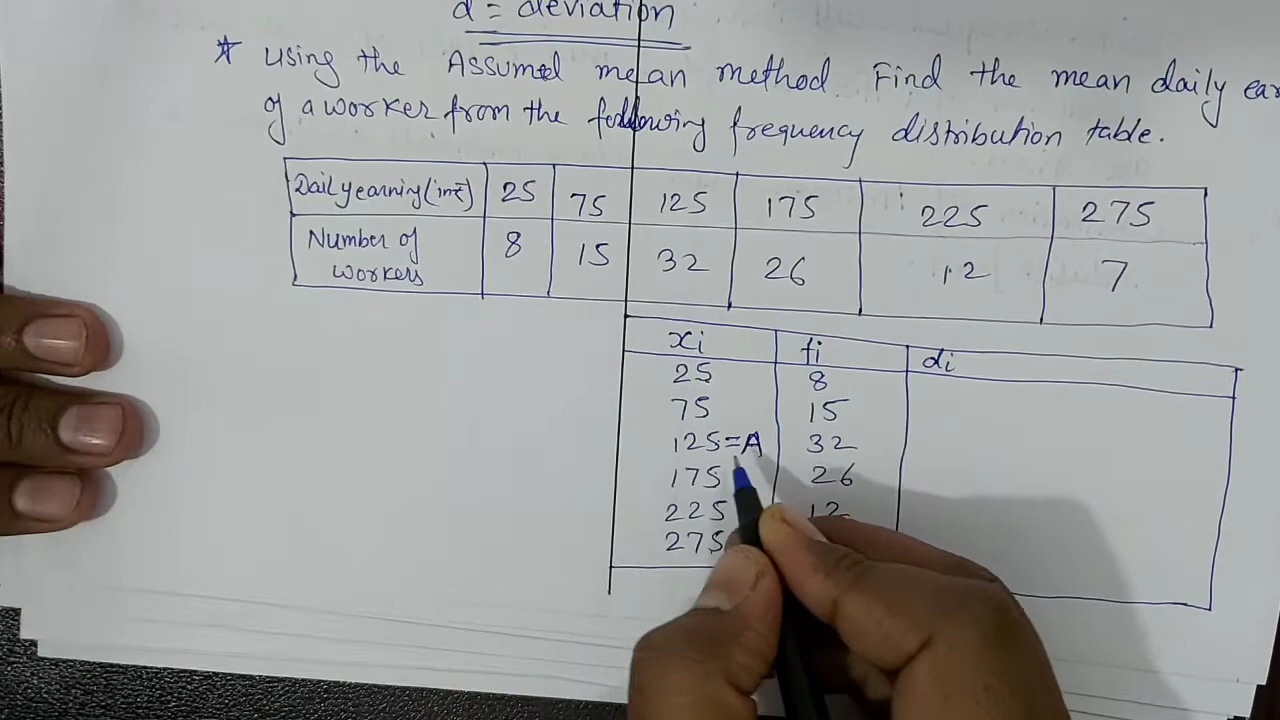 d = deviation
* Using the Assumed mean method. Find the mean daily ear
of a worker from the following frequency distribution table.
Daily earning (in ₹) 25 75 125 175 225 275
Number of workers 8 15 32 26 12 7
xi fi di
25 8
75 15
125=A 32
175 26
225 12
275